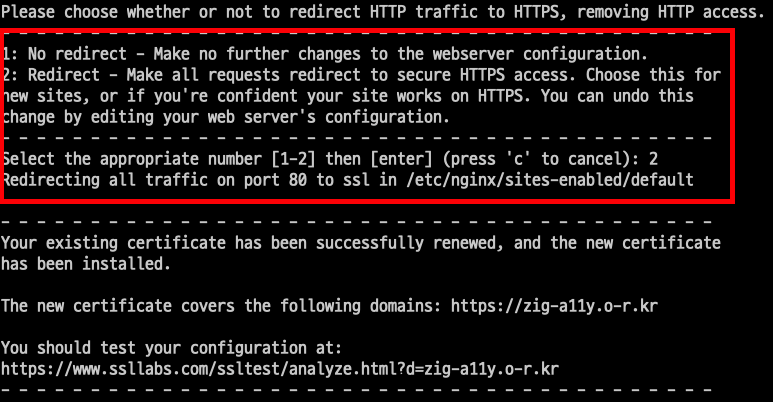 Please choose whether or not to redirect HTTP traffic to HTTPS, removing HTTP access.
- - - - - - - - - - - - - - - - - - - - - - - - - - - - - - - - - - - - - - - -
1: No redirect - Make no further changes to the webserver configuration.
2: Redirect - Make all requests redirect to secure HTTPS access. Choose this for
new sites, or if you're confident your site works on HTTPS. You can undo this
change by editing your web server's configuration.
- - - - - - - - - - - - - - - - - - - - - - - - - - - - - - - - - - - - - - - -
Select the appropriate number [1-2] then [enter] (press 'c' to cancel): 2
Redirecting all traffic on port 80 to ssl in /etc/nginx/sites-enabled/default
- - - - - - - - - - - - - - - - - - - - - - - - - - - - - - - - - - - - - - - -
Your existing certificate has been successfully renewed, and the new certificate
has been installed.
The new certificate covers the following domains: https://zig-a11y.o-r.kr
You should test your configuration at:
https://www.ssllabs.com/ssltest/analyze.html?d=zig-a11y.o-r.kr
- - - - - - - - - - - - - - - - - - - - - - - - - - - - - - - - - - - - - - - -